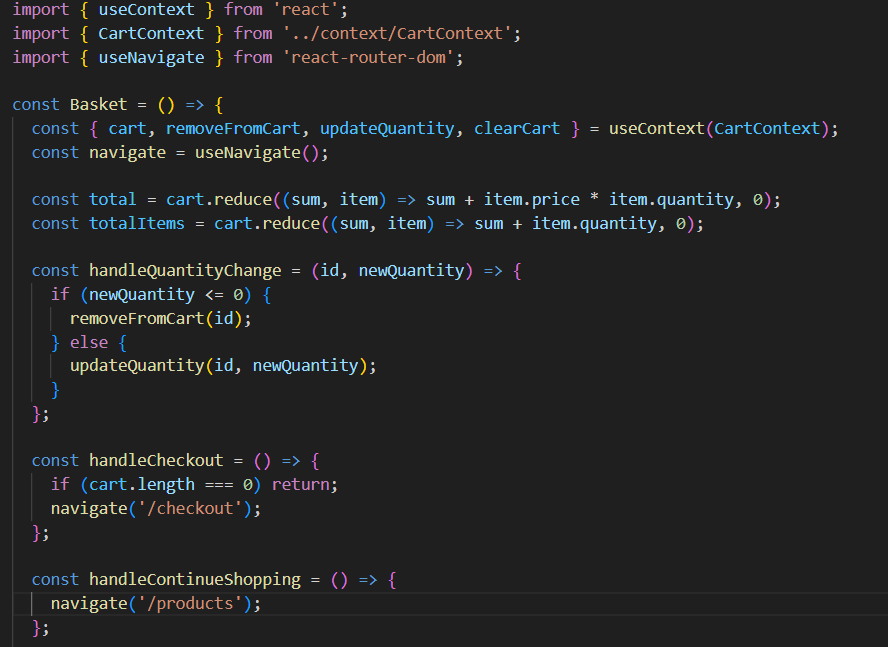 import { useContext } from 'react';
import { CartContext } from '../context/CartContext';
import { useNavigate } from 'react-router-dom';
const Basket = () => {
const { cart, removeFromCart, updateQuantity, clearCart } = useContext(CartContext);
const navigate = useNavigate();
const total = cart.reduce((sum, item) => sum + item.price * item.quantity, 0);
const totalItems = cart.reduce((sum, item) => sum + item.quantity, 0);
const handleQuantityChange = (id, newQuantity) => {
if (newQuantity <= 0) {
removeFromCart(id);
} else {
updateQuantity(id, newQuantity);
}
};
const handleCheckout = () => {
if (cart.length === 0) return;
navigate('/checkout');
};
const handleContinueShopping = () => {
navigate('/products');
};